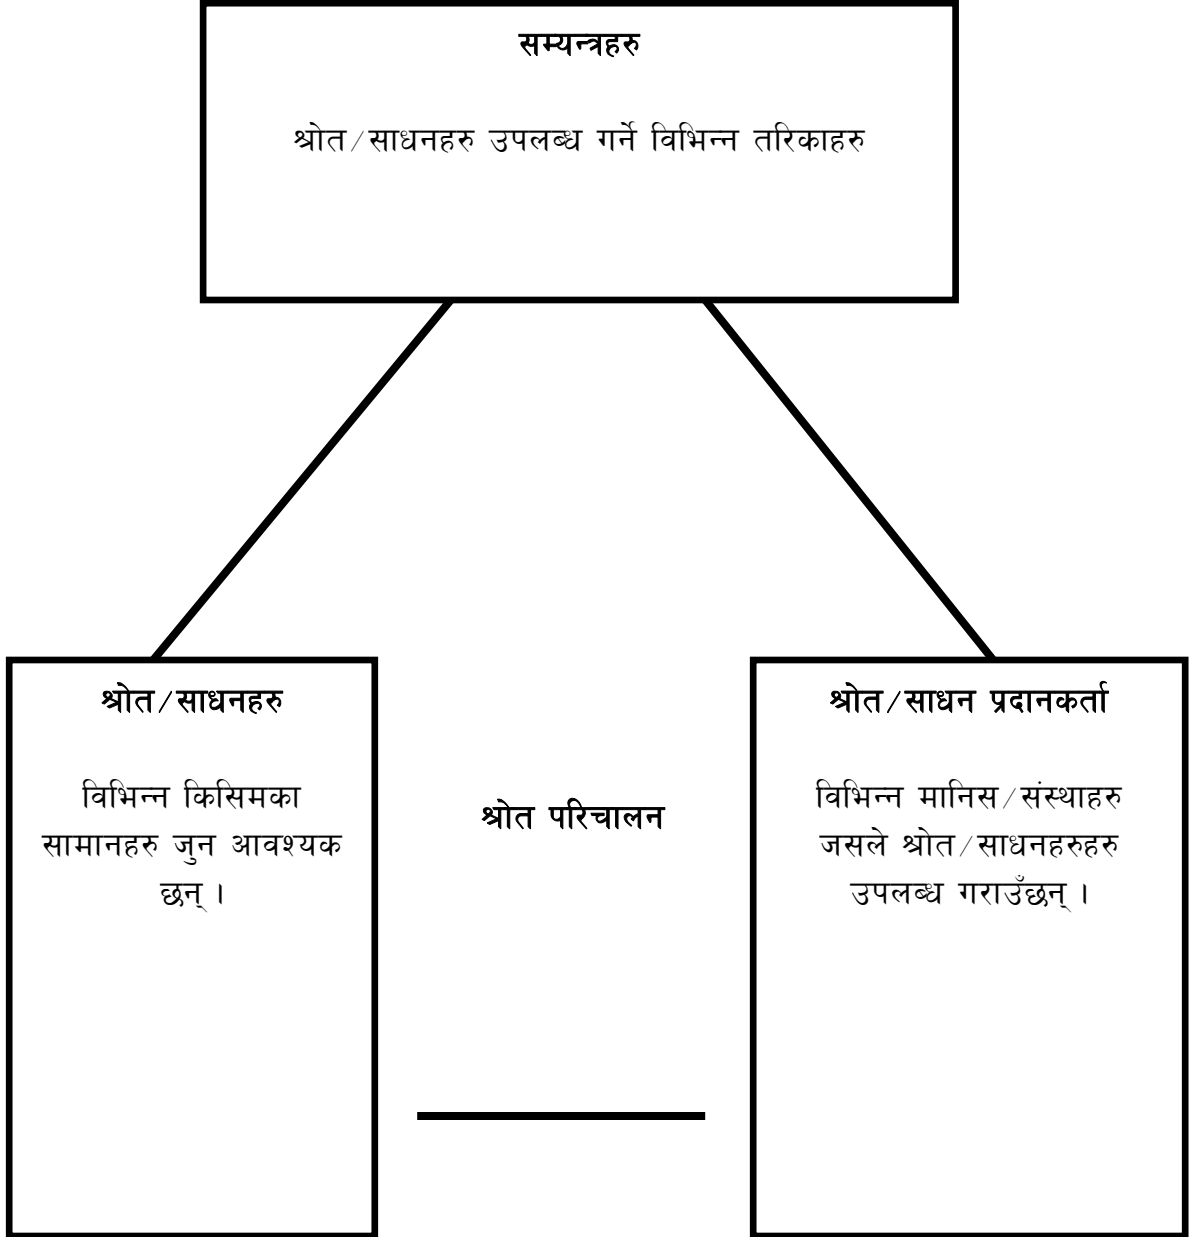 सम्यन्त्रहरु
श्रोत/साधनहरु उपलब्ध गर्ने विभिन्न तरिकाहरु
श्रोत/साधनहरु
विभिन्न किसिमका
सामानहरु जुन आवश्यक
छन् ।
श्रोत परिचालन
श्रोत/साधन प्रदानकर्ता
विभिन्न मानिस/संस्थाहरु
जसले श्रोत/साधनहरुहरु
उपलब्ध गराउँछन् ।